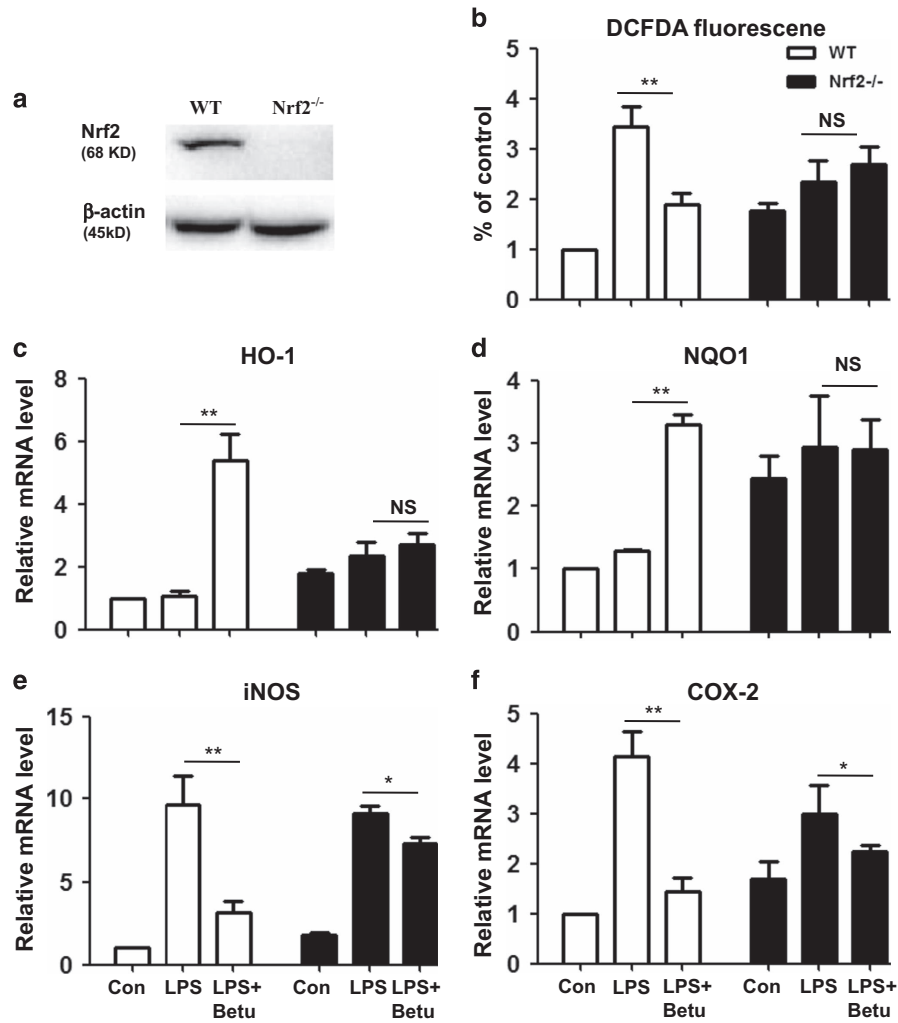 a
WT Nrf2-/-
Nrf2
(68 KD)
β-actin
(45kD)
b
DCFDA fluorescene
WT
Nrf2-/-
% of control
5
4
3
2
1
0
**
NS
c
HO-1
Relative mRNA level
8
6
4
2
0
**
NS
d
NQO1
Relative mRNA level
4
3
2
1
0
**
NS
e
iNOS
Relative mRNA level
15
10
5
0
**
*
Con LPS LPS+ Con LPS LPS+
Betu Betu
f
COX-2
Relative mRNA level
5
4
3
2
1
0
**
*
Con LPS LPS+ Con LPS LPS+
Betu Betu